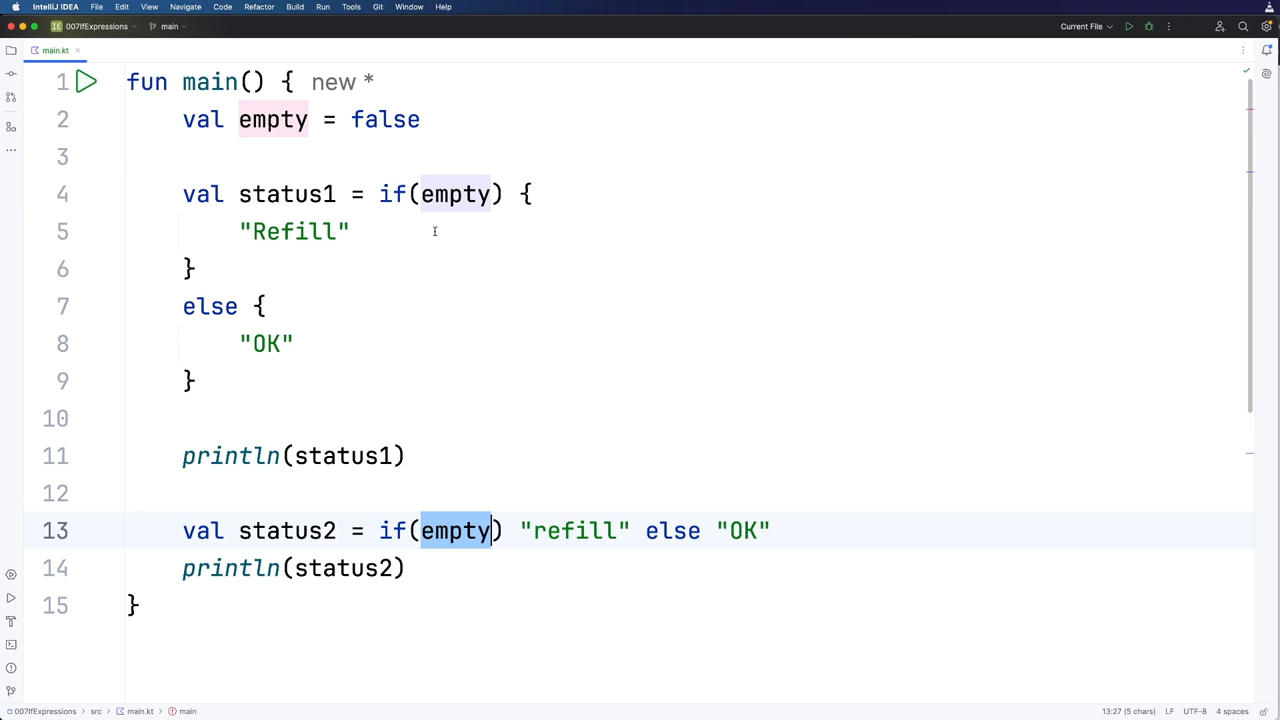 IntelliJ IDEA File Edit View Navigate Code Refactor Build Run Tools Git Window Help
IE 007IfExpressions main Current File
main.kt
1 fun main() { new *
2 val empty = false
3
4 val status1 = if(empty) {
5 "Refill"
6 }
7 else {
8 "OK"
9 }
10
11 println(status1)
12
13 val status2 = if(empty) "refill" else "OK"
14 println(status2)
15 }
007IfExpressions > src > main.kt > main 13:27 (5 chars) LF UTF-8 4 spaces